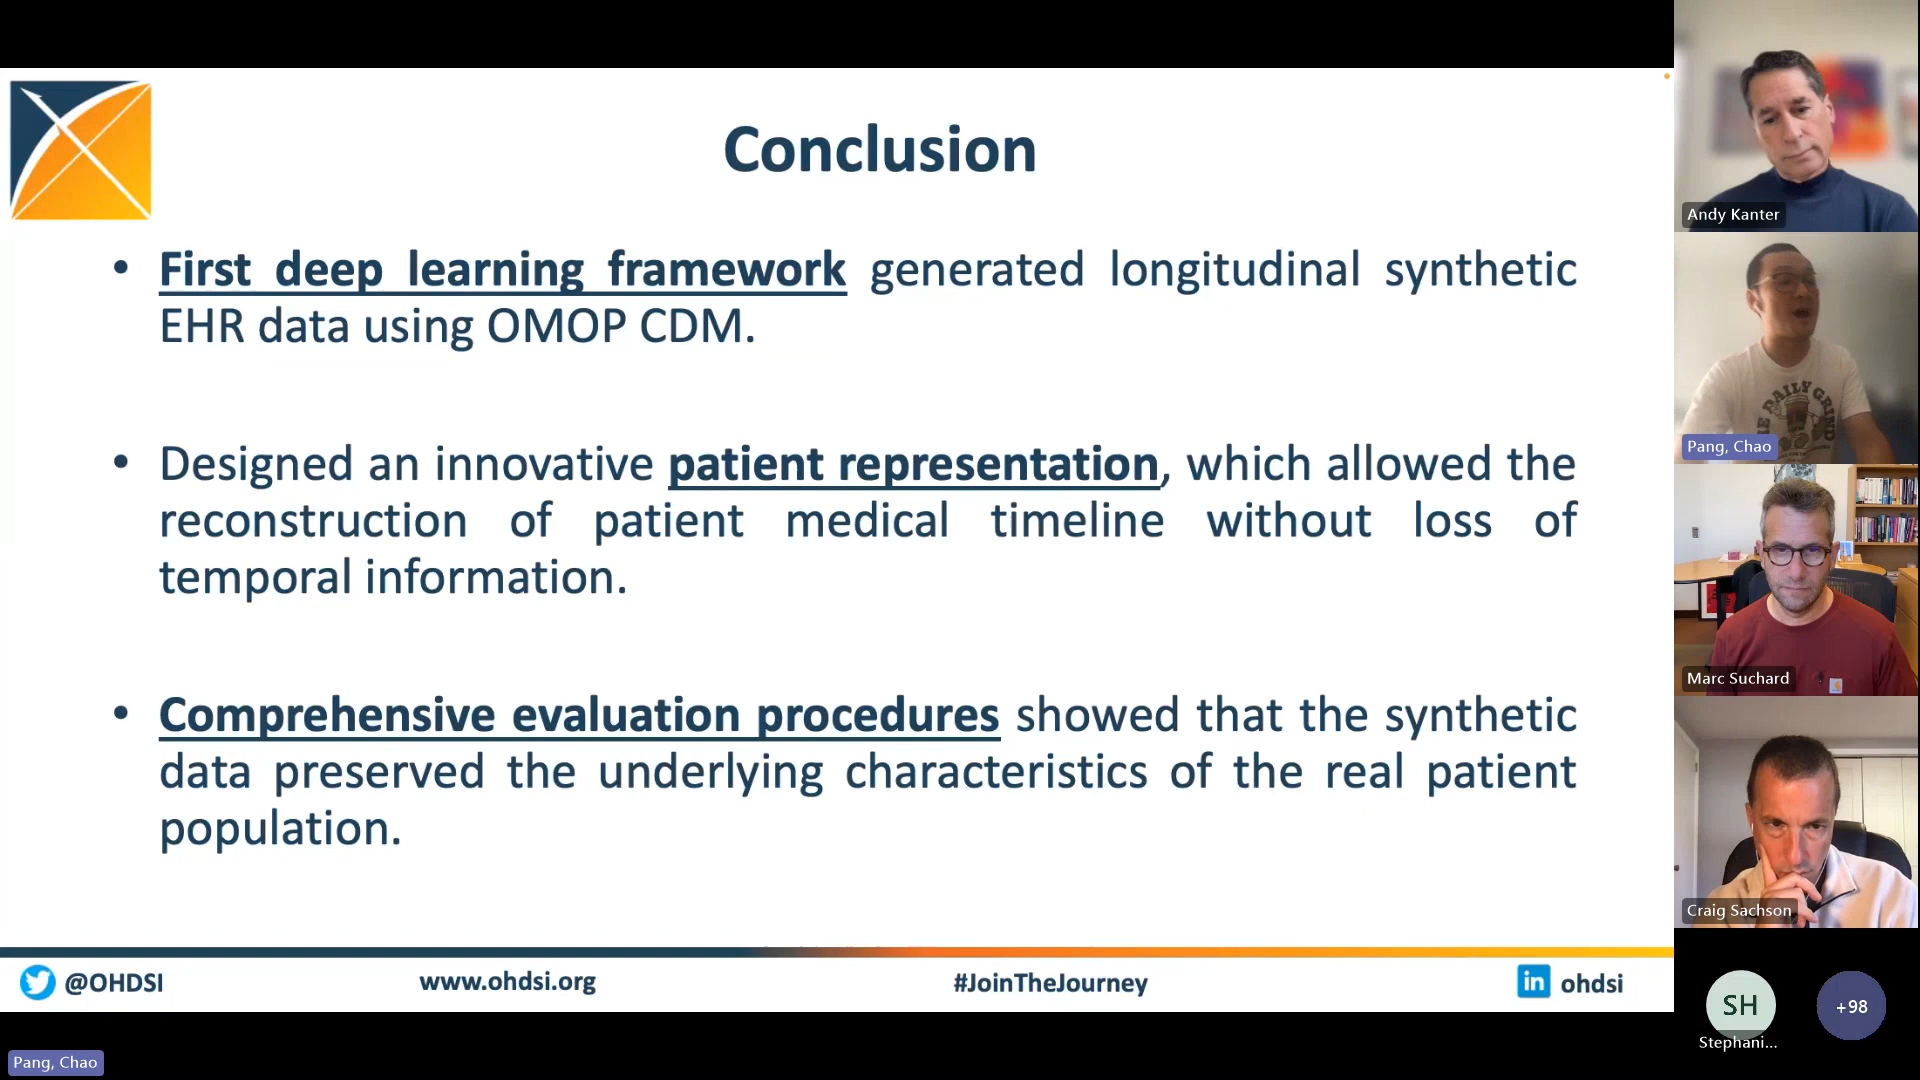 Conclusion
• First deep learning framework generated longitudinal synthetic
EHR data using OMOP CDM.
• Designed an innovative patient representation, which allowed the
reconstruction of patient medical timeline without loss of
temporal information.
• Comprehensive evaluation procedures showed that the synthetic
data preserved the underlying characteristics of the real patient
population.
@OHDSI
www.ohdsi.org
#JoinTheJourney
in ohdsi
Pang, Chao
Andy Kanter
DAILY GRIND
Pang, Chao
Marc Suchard
Craig Sachson
SH
Stephani...
+98